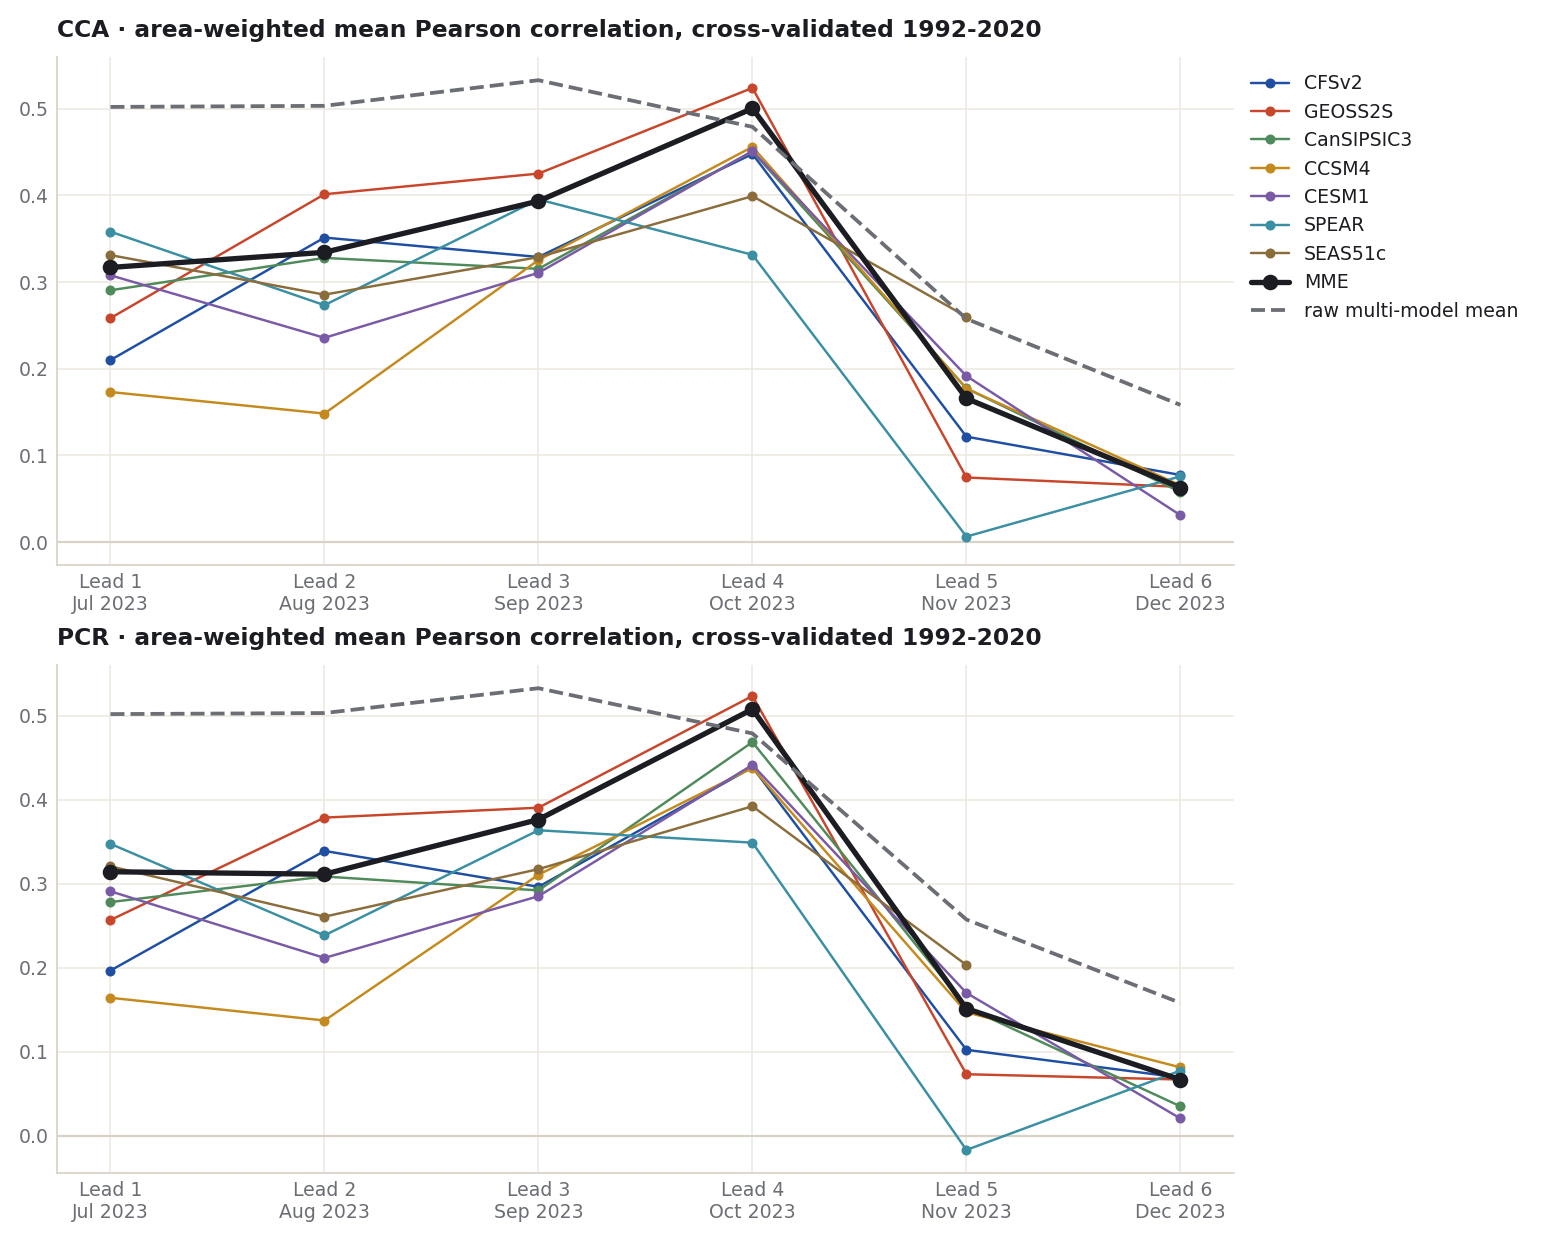 CCA · area-weighted mean Pearson correlation, cross-validated 1992-2020
0.5
0.4
0.3
0.2
0.1
0.0
Lead 1
Jul 2023
Lead 2
Aug 2023
Lead 3
Sep 2023
Lead 4
Oct 2023
Lead 5
Nov 2023
Lead 6
Dec 2023
CFSv2
GEOSS2S
CanSIPSIC3
CCSM4
CESM1
SPEAR
SEAS51c
MME
raw multi-model mean
PCR · area-weighted mean Pearson correlation, cross-validated 1992-2020
0.5
0.4
0.3
0.2
0.1
0.0
Lead 1
Jul 2023
Lead 2
Aug 2023
Lead 3
Sep 2023
Lead 4
Oct 2023
Lead 5
Nov 2023
Lead 6
Dec 2023